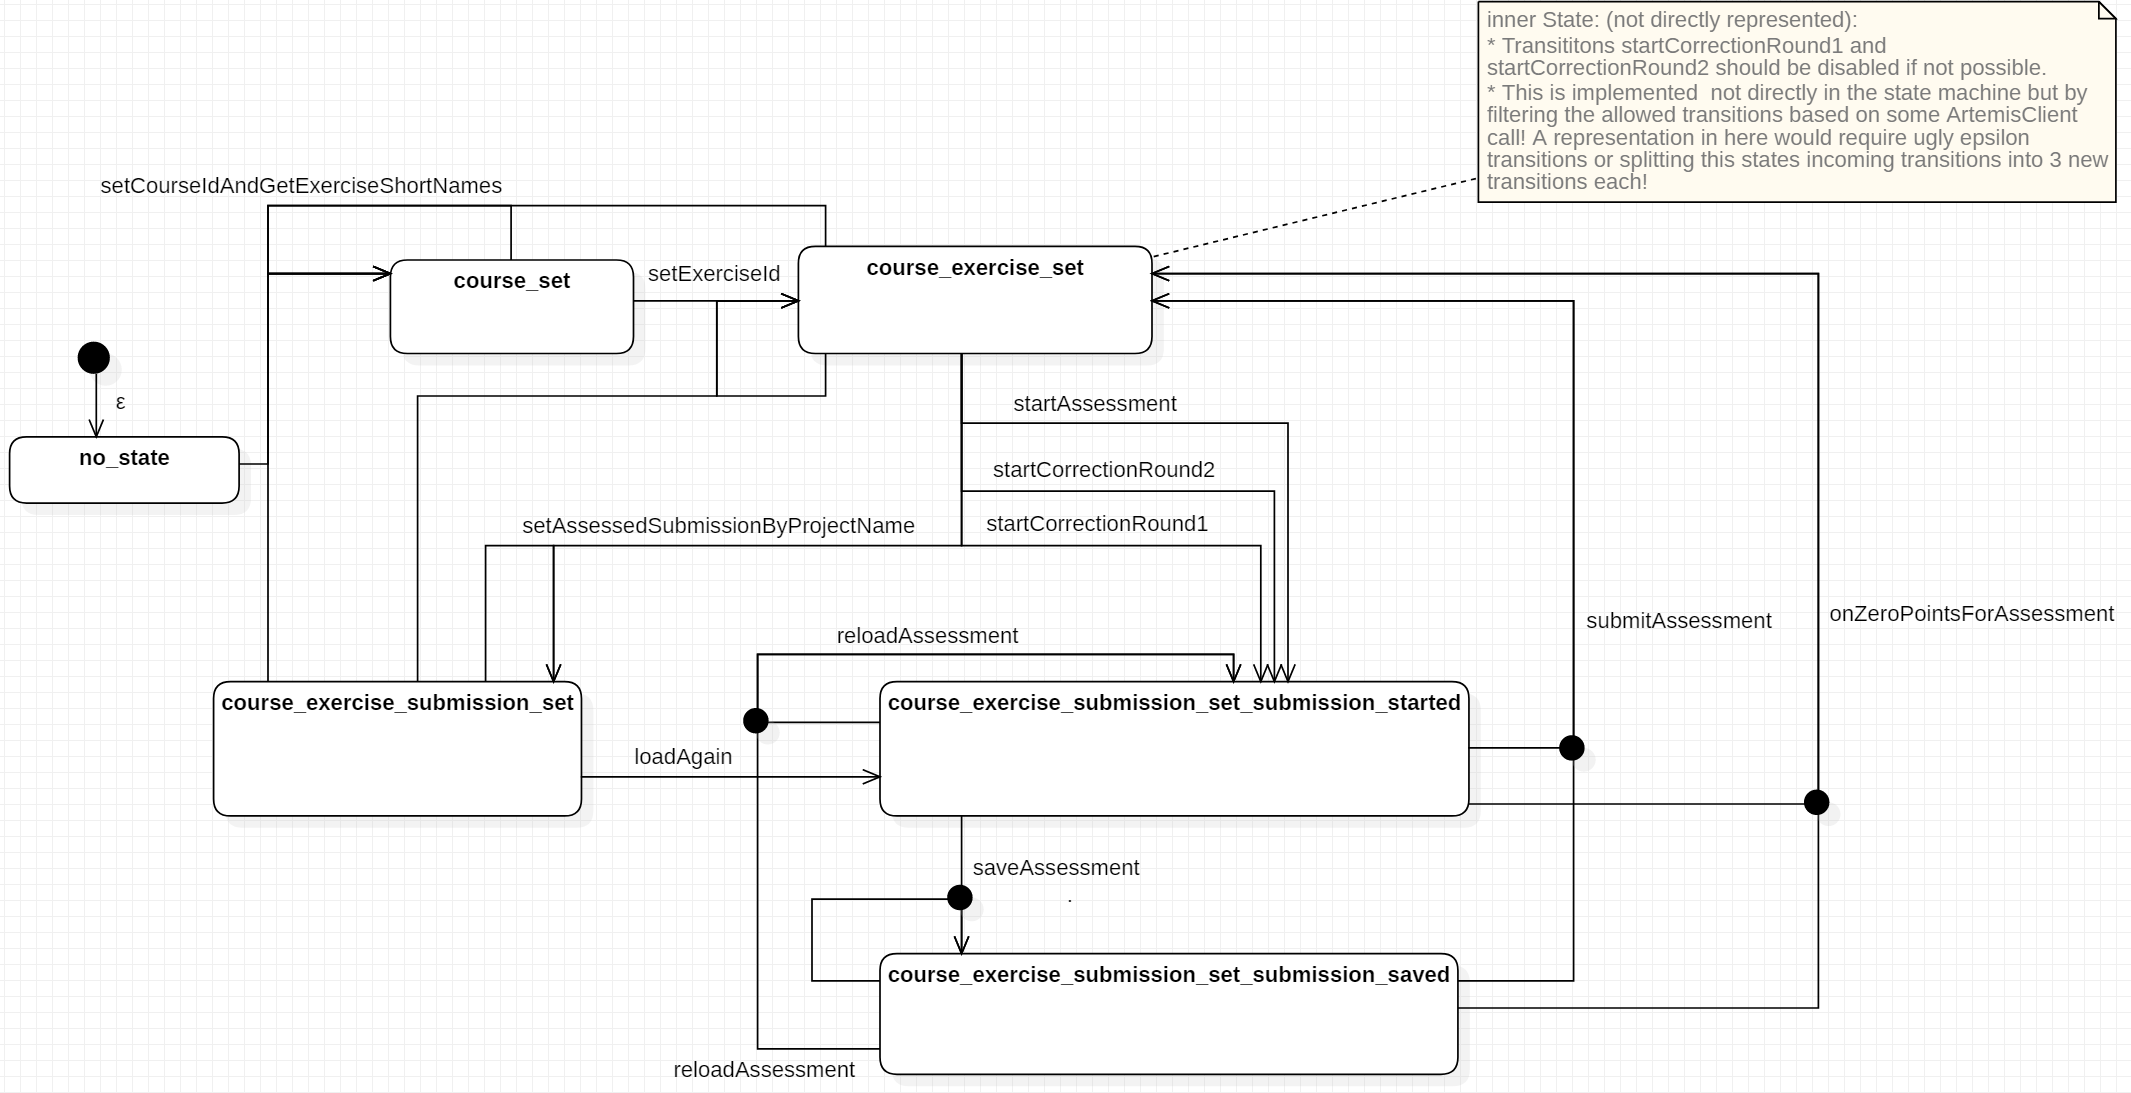 inner State: (not directly represented):
* Transititons startCorrectionRound1 and
startCorrectionRound2 should be disabled if not possible.
* This is implemented  not directly in the state machine but by
filtering the allowed transitions based on some ArtemisClient
call! A representation in here would require ugly epsilon
transitions or splitting this states incoming transitions into 3 new
transitions each!
setCourseIdAndGetExerciseShortNames
course_set
setExerciseId
course_exercise_set
ε
no_state
startAssessment
startCorrectionRound2
setAssessedSubmissionByProjectName
startCorrectionRound1
reloadAssessment
submitAssessment
onZeroPointsForAssessment
course_exercise_submission_set
course_exercise_submission_set_submission_started
loadAgain
saveAssessment
.
course_exercise_submission_set_submission_saved
reloadAssessment